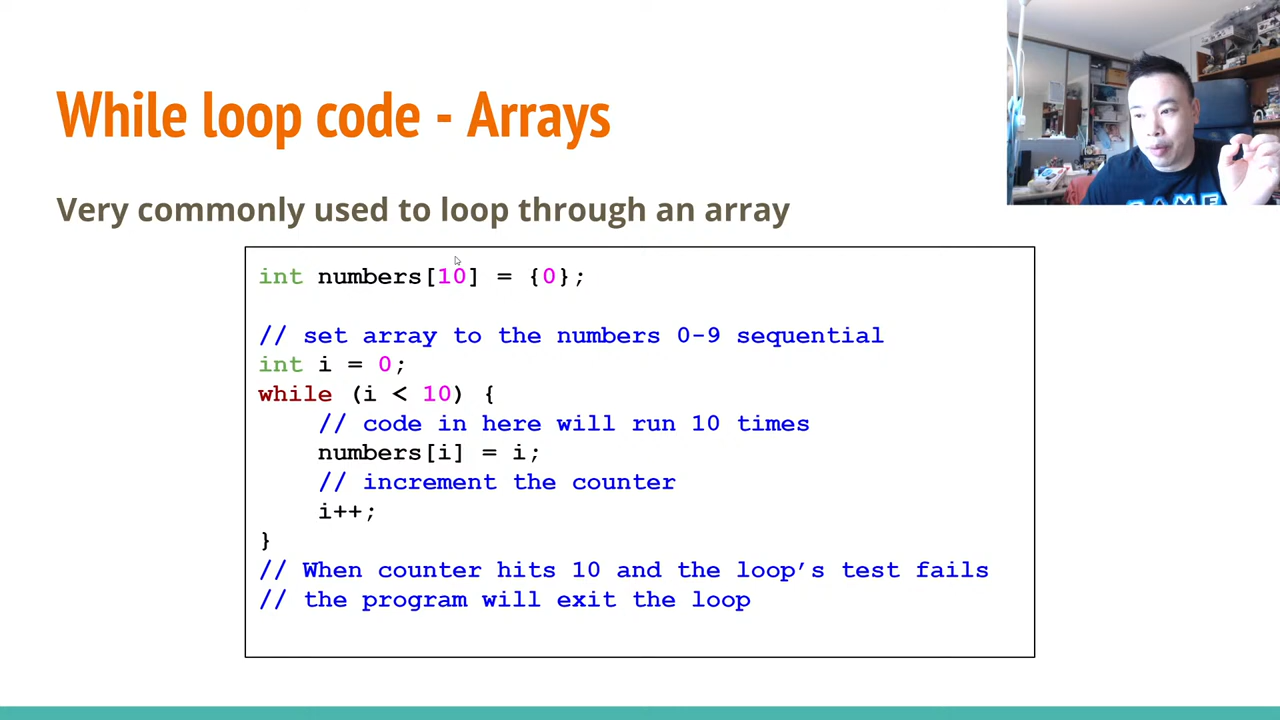 While loop code - Arrays
Very commonly used to loop through an array
int numbers[10] = {0};
// set array to the numbers 0-9 sequential
int i = 0;
while (i < 10) {
// code in here will run 10 times
numbers[i] = i;
// increment the counter
i++;
}
// When counter hits 10 and the loop’s test fails
// the program will exit the loop
GAME